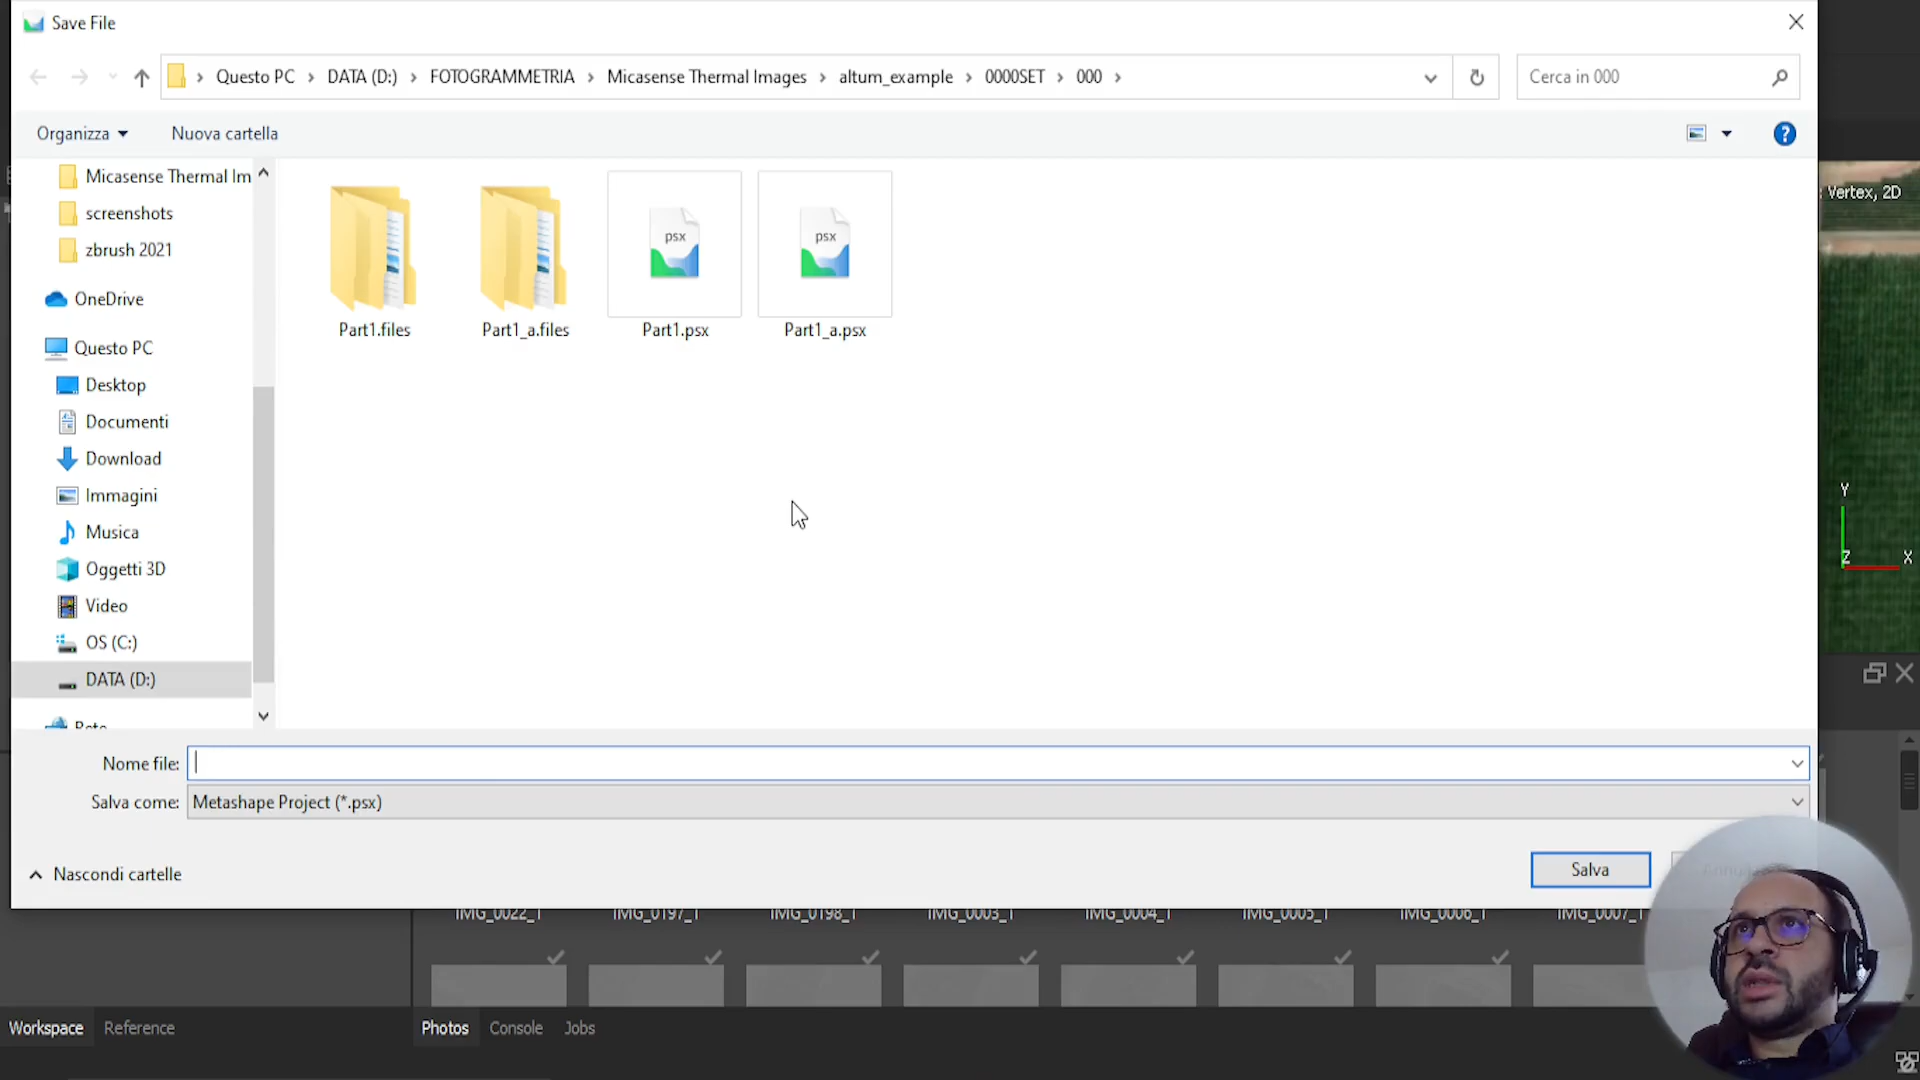 Save File
Questo PC > DATA (D:) > FOTOGRAMMETRIA > Micasense Thermal Images > altum_example > 0000SET > 000 >
Cerca in 000
Organizza
Nuova cartella
?
Micasense Thermal Im
screenshots
zbrush 2021
OneDrive
Questo PC
Desktop
Documenti
Download
Immagini
Musica
Oggetti 3D
Video
OS (C:)
DATA (D:)
psx
psx
Part1.files
Part1_a.files
Part1.psx
Part1_a.psx
Vertex, 2D
Y
Z
X
Nome file:
Salva come:
Metashape Project (*.psx)
Nascondi cartelle
Salva
IMG_0022_1
IMG_0197_1
IMG_0198_1
IMG_0003_1
IMG_0004_1
IMG_0005_1
IMG_0006_1
IMG_0007_1
Workspace
Reference
Photos
Console
Jobs